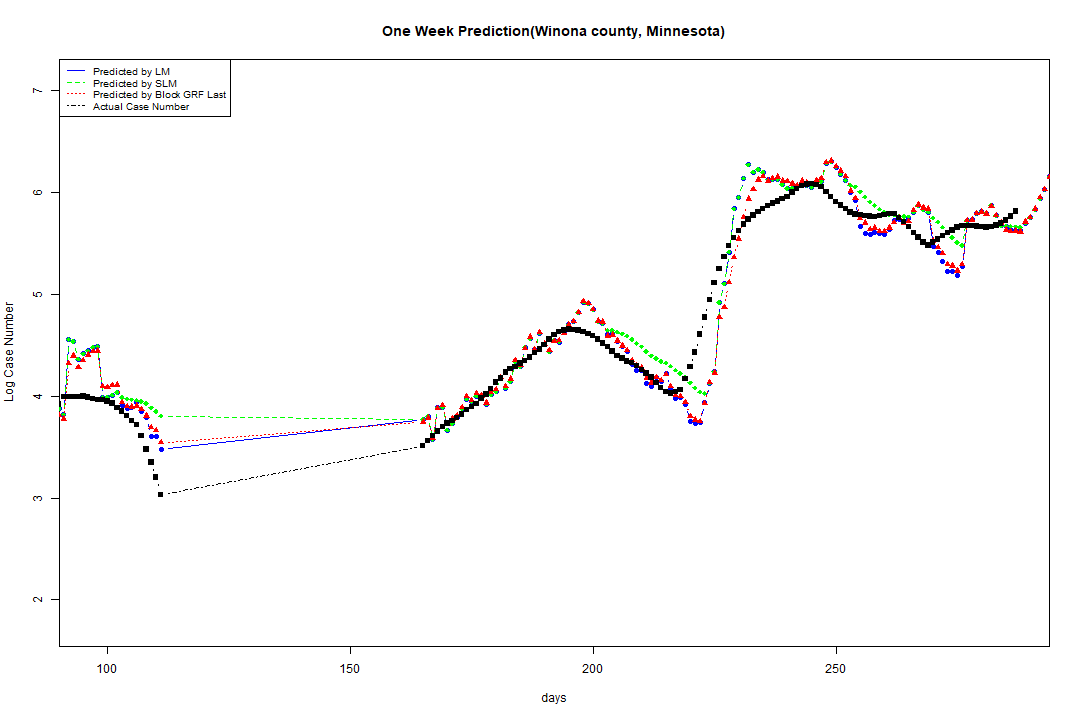 One Week Prediction(Winona county, Minnesota)
Predicted by LM
Predicted by SLM
Predicted by Block GRF Last
Actual Case Number
7
6
5
4
3
2
Log Case Number
100 150 200 250
days